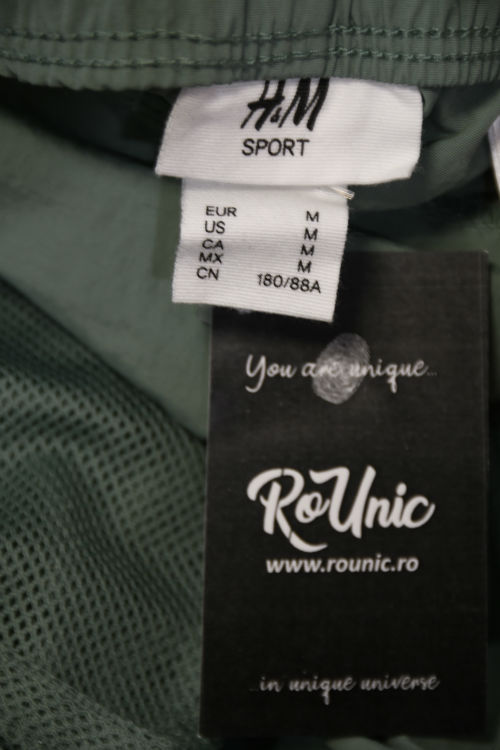 H&M
SPORT
EUR M
US M
CA M
MX M
CN 180/88A
You are unique...
RoUnic
www.rounic.ro
...in unique universe